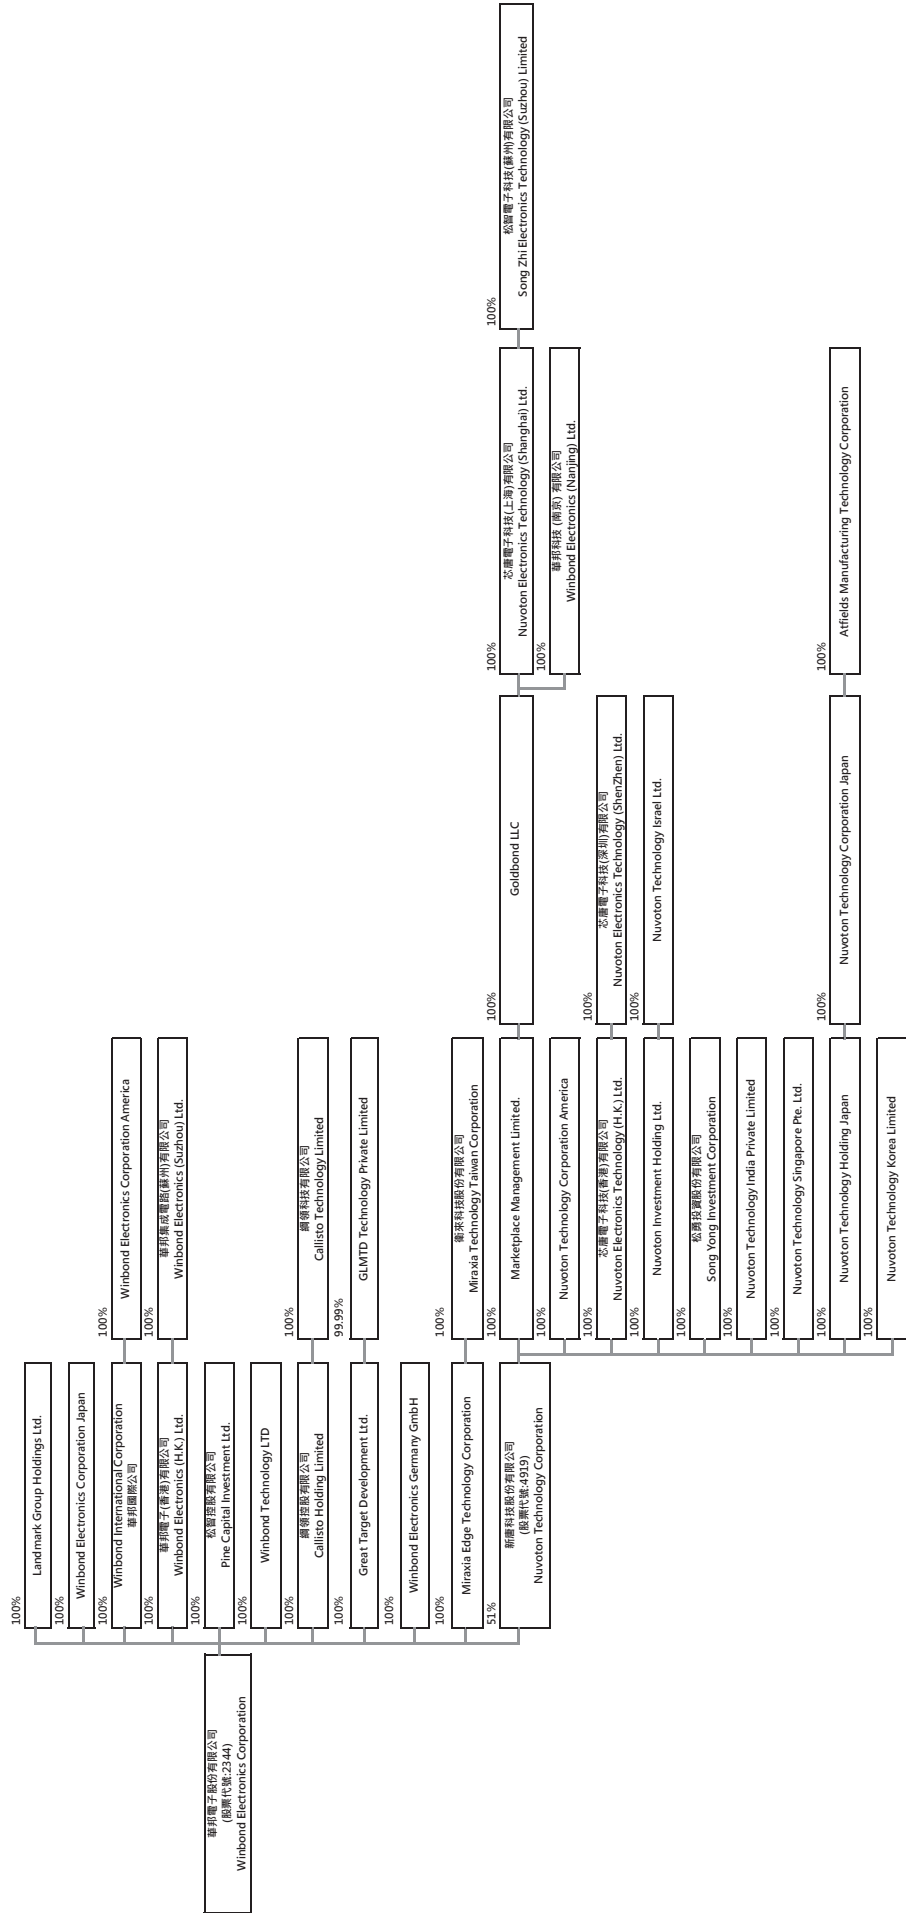 華邦電子股份有限公司
(股票代號:2344)
Winbond Electronics Corporation
100%
Landmark Group Holdings Ltd.
100%
Winbond Electronics Corporation Japan
100%
Winbond International Corporation
華邦國際公司
100%
Winbond Electronics Corporation America
100%
華邦電子(香港)有限公司
Winbond Electronics (H.K.) Ltd.
100%
華邦集成電路(蘇州)有限公司
Winbond Electronics (Suzhou) Ltd.
100%
松智控股有限公司
Pine Capital Investment Ltd.
100%
Winbond Technology LTD
100%
綱領控股有限公司
Callisto Holding Limited
100%
綱領科技有限公司
Callisto Technology Limited
100%
Great Target Development Ltd.
99.99%
GLMTD Technology Private Limited
100%
Winbond Electronics Germany GmbH
100%
Miraxia Edge Technology Corporation
100%
衛來科技股份有限公司
Miraxia Technology Taiwan Corporation
51%
新唐科技股份有限公司
(股票代號:4919)
Nuvoton Technology Corporation
100%
Marketplace Management Limited.
100%
Goldbond LLC
100%
芯唐電子科技(上海)有限公司
Nuvoton Electronics Technology (Shanghai) Ltd.
100%
松智電子科技(蘇州)有限公司
Song Zhi Electronics Technology (Suzhou) Limited
100%
華邦科技 (南京) 有限公司
Winbond Electronics (Nanjing) Ltd.
100%
Nuvoton Technology Corporation America
100%
芯唐電子科技(香港)有限公司
Nuvoton Electronics Technology (H.K.) Ltd.
100%
芯唐電子科技(深圳)有限公司
Nuvoton Electronics Technology (ShenZhen) Ltd.
100%
Nuvoton Investment Holding Ltd.
100%
Nuvoton Technology Israel Ltd.
100%
松勇投資股份有限公司
Song Yong Investment Corporation
100%
Nuvoton Technology India Private Limited
100%
Nuvoton Technology Singapore Pte. Ltd.
100%
Nuvoton Technology Holding Japan
100%
Nuvoton Technology Corporation Japan
100%
Atfields Manufacturing Technology Corporation
100%
Nuvoton Technology Korea Limited